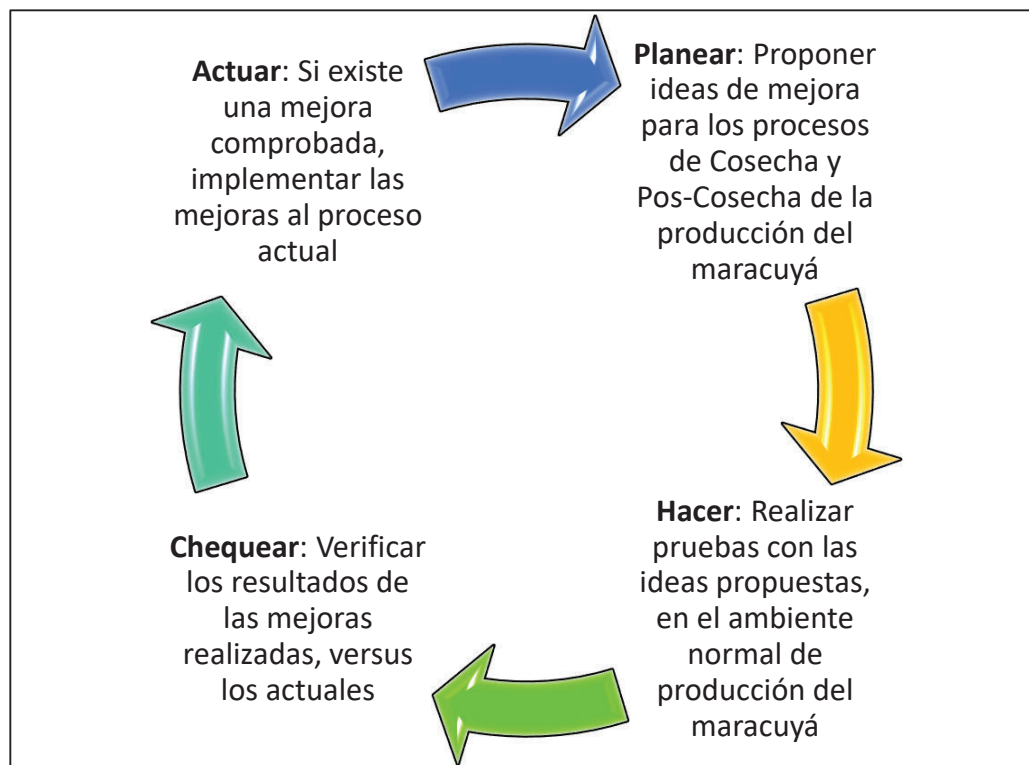 Actuar: Si existe
una mejora
comprobada,
implementar las
mejoras al proceso
actual
Planear: Proponer
ideas de mejora
para los procesos
de Cosecha y
Pos-Cosecha de la
producción del
maracuyá
Hacer: Realizar
pruebas con las
ideas propuestas,
en el ambiente
normal de
producción del
maracuyá
Chequear: Verificar
los resultados de
las mejoras
realizadas, versus
los actuales